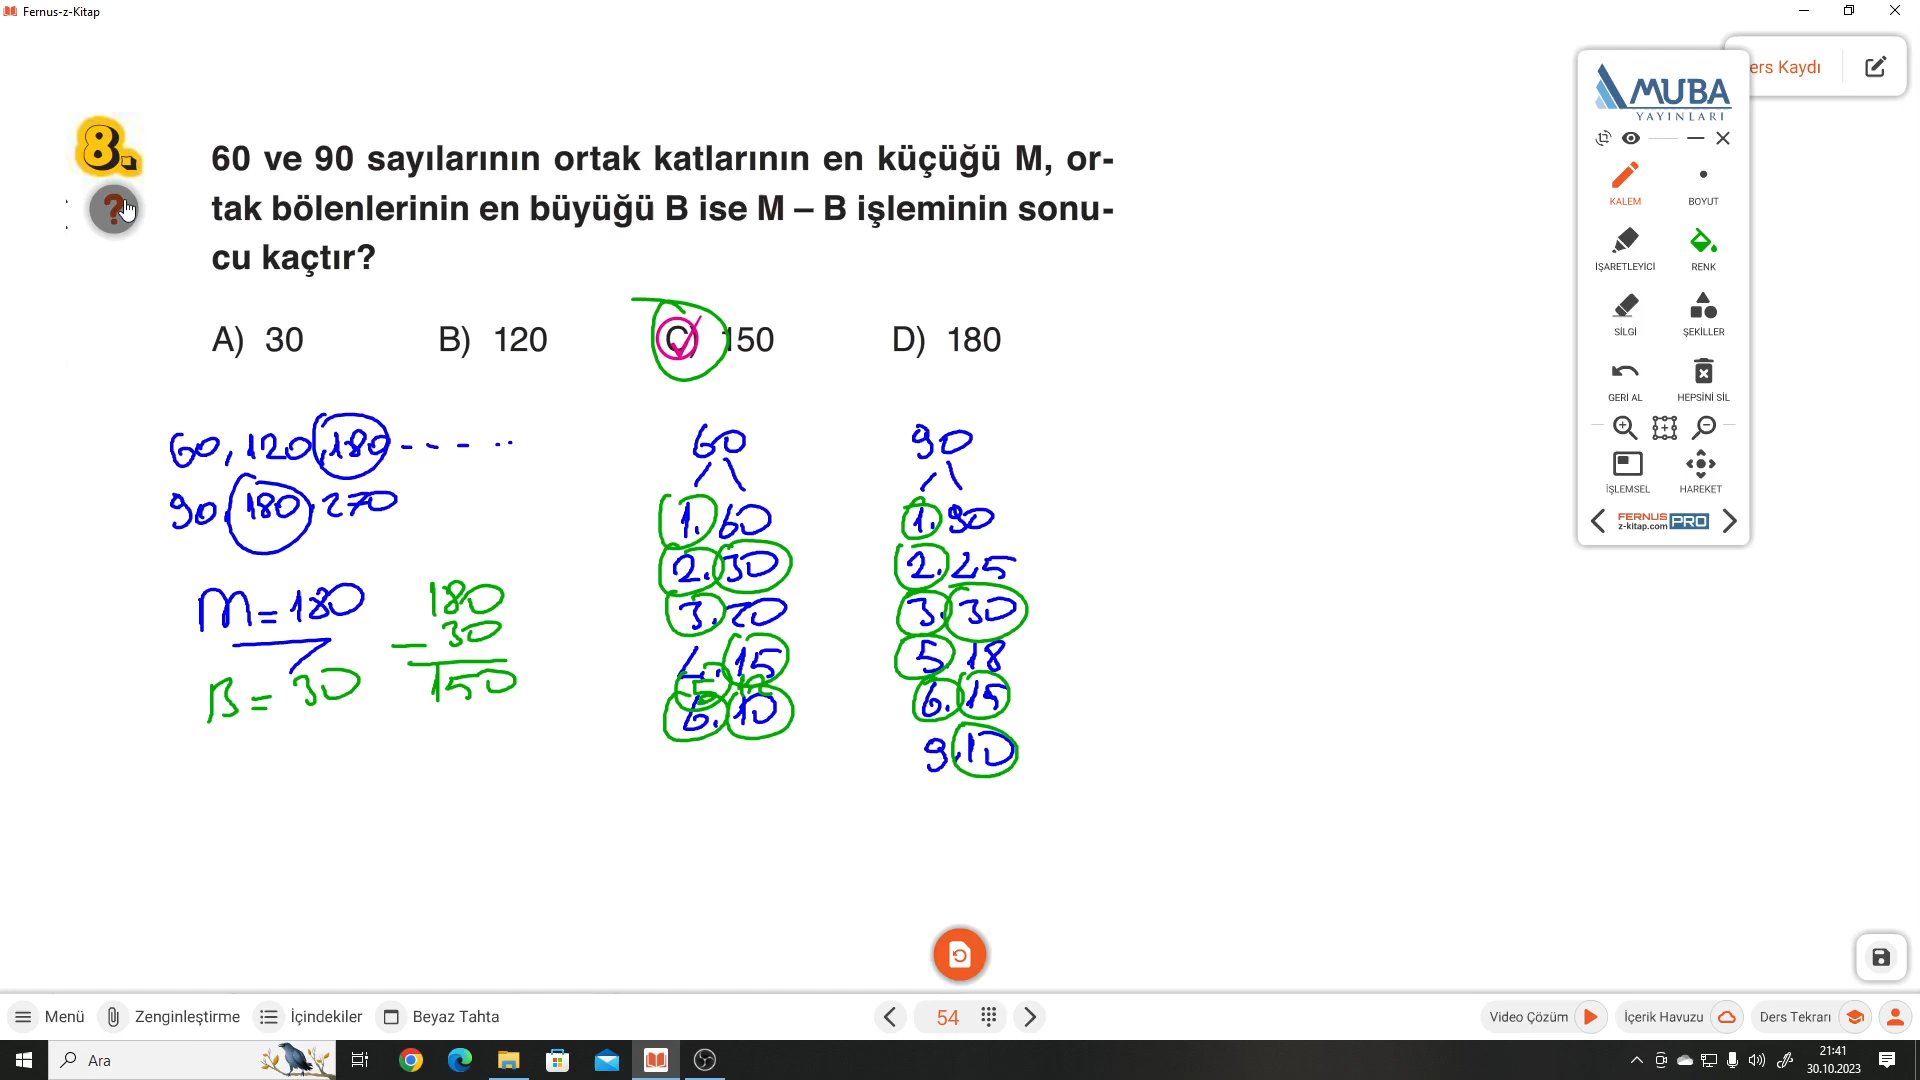 Fernus-z-Kitap
ers Kaydı
MUBA
YAYINLARI
8.
60 ve 90 sayılarının ortak katlarının en küçüğü M, or-
tak bölenlerinin en büyüğü B ise M – B işleminin sonu-
cu kaçtır?
?
A) 30 B) 120 C) 150 D) 180
60, 120, 180 - - - - ..
90, 180, 270
M = 180
B = 30
180
- 30
150
60
1. 60
2. 30
3. 20
4. 15
5. 12
6. 10
90
1. 90
2. 45
3. 30
5 18
6. 15
9. 10
KALEM BOYUT
İŞARETLEYİCİ RENK
SİLGİ ŞEKİLLER
GERİ AL HEPSİNİ SİL
İŞLEMSEL HAREKET
FERNUS
z-kitap.com PRO
Menü Zenginleştirme İçindekiler Beyaz Tahta 54 Video Çözüm İçerik Havuzu Ders Tekrarı
Ara
21:41
30.10.2023